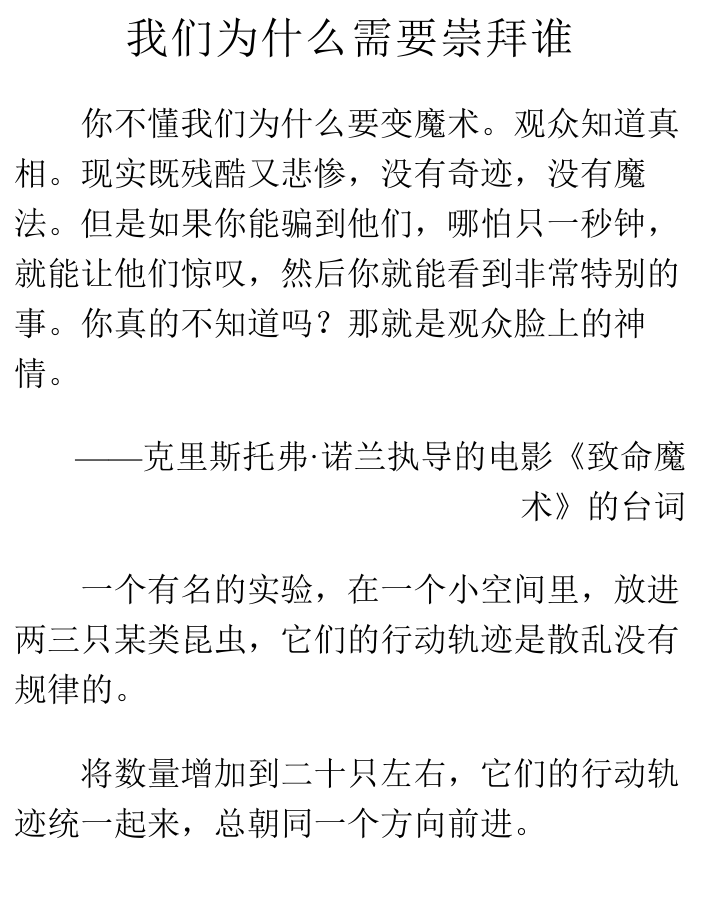 我们为什么需要崇拜谁
你不懂我们为什么要变魔术。观众知道真
相。现实既残酷又悲惨，没有奇迹，没有魔
法。但是如果你能骗到他们，哪怕只一秒钟，
就能让他们惊叹，然后你就能看到非常特别的
事。你真的不知道吗？那就是观众脸上的神
情。
——克里斯托弗·诺兰执导的电影《致命魔
术》的台词
一个有名的实验，在一个小空间里，放进
两三只某类昆虫，它们的行动轨迹是散乱没有
规律的。
将数量增加到二十只左右，它们的行动轨
迹统一起来，总朝同一个方向前进。